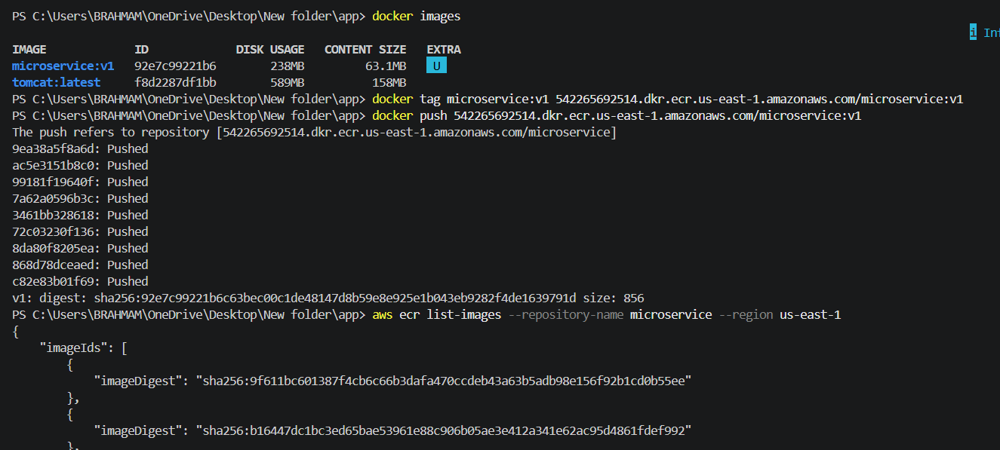 PS C:\Users\BRAHMAM\OneDrive\Desktop\New folder\app> docker images
i Inf
IMAGE ID DISK USAGE CONTENT SIZE EXTRA
microservice:v1 92e7c99221b6 238MB 63.1MB U
tomcat:latest f8d2287df1bb 589MB 158MB
PS C:\Users\BRAHMAM\OneDrive\Desktop\New folder\app> docker tag microservice:v1 542265692514.dkr.ecr.us-east-1.amazonaws.com/microservice:v1
PS C:\Users\BRAHMAM\OneDrive\Desktop\New folder\app> docker push 542265692514.dkr.ecr.us-east-1.amazonaws.com/microservice:v1
The push refers to repository [542265692514.dkr.ecr.us-east-1.amazonaws.com/microservice]
9ea38a5f8a6d: Pushed
ac5e3151b8c0: Pushed
99181f19640f: Pushed
7a62a0596b3c: Pushed
3461bb328618: Pushed
72c03230f136: Pushed
8da80f8205ea: Pushed
868d78dceaed: Pushed
c82e83b01f69: Pushed
v1: digest: sha256:92e7c99221b6c63bec00c1de48147d8b59e8e925e1b043eb9282f4de1639791d size: 856
PS C:\Users\BRAHMAM\OneDrive\Desktop\New folder\app> aws ecr list-images --repository-name microservice --region us-east-1
{
    "imageIds": [
        {
            "imageDigest": "sha256:9f611bc601387f4cb6c66b3dafa470ccdeb43a63b5adb98e156f92b1cd0b55ee"
        },
        {
            "imageDigest": "sha256:b16447dc1bc3ed65bae53961e88c906b05ae3e412a341e62ac95d4861fdef992"
        },